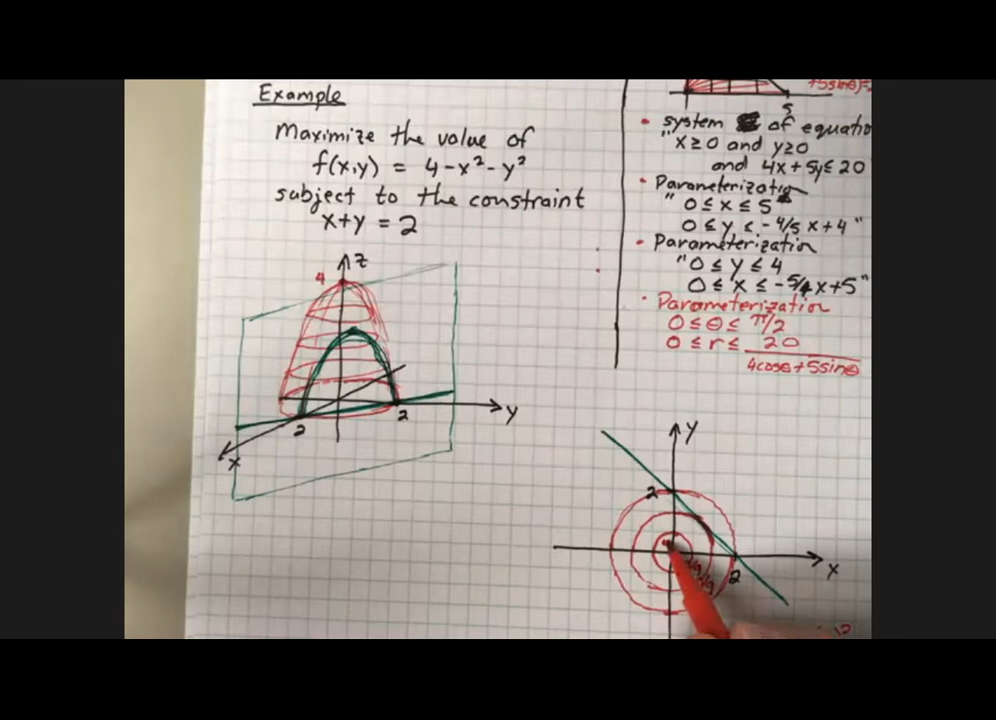 Example
Maximize the value of
f(x,y) = 4-x²-y²
subject to the constraint
x+y = 2
z
4
y
2
2
x
5
• system of equatio
"x≥0 and y≥0
and 4x+5y≤20
• Parameterization
"0≤x≤5"
0≤y≤-4/5x+4"
• Parameterization
"0≤y≤4
0≤x≤-5/4x+5"
• Parameterization
0≤θ≤π/2
0≤r≤ 20
4cosθ+5sinθ
y
2
2
x